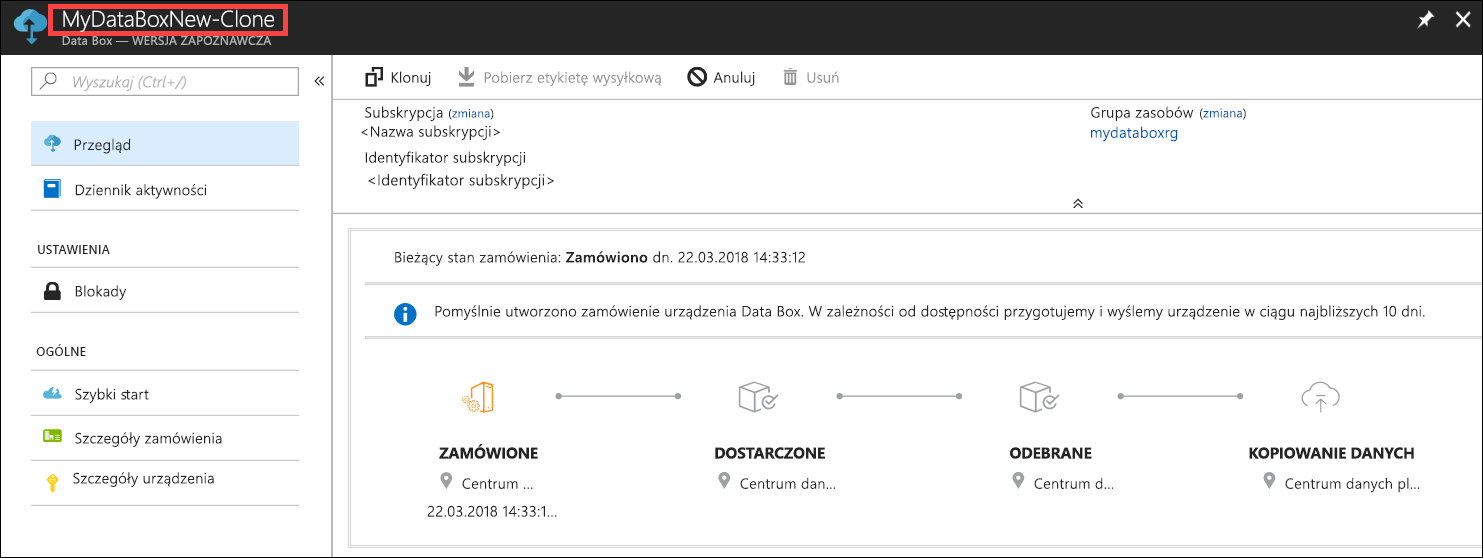 MyDataBoxNew-Clone
Data Box — WERSJA ZAPOZNAWCZA
Wyszukaj (Ctrl+/)
Przegląd
Dziennik aktywności
USTAWIENIA
Blokady
OGÓLNE
Szybki start
Szczegóły zamówienia
Szczegóły urządzenia
Klonuj Pobierz etykietę wysyłkową Anuluj Usuń
Subskrypcja (zmiana)
<Nazwa subskrypcji>
Identyfikator subskrypcji
<Identyfikator subskrypcji>
Grupa zasobów (zmiana)
mydataboxrg
Bieżący stan zamówienia: Zamówiono dn. 22.03.2018 14:33:12
Pomyślnie utworzono zamówienie urządzenia Data Box. W zależności od dostępności przygotujemy i wyślemy urządzenie w ciągu najbliższych 10 dni.
ZAMÓWIONE
Centrum ...
22.03.2018 14:33:1...
DOSTARCZONE
Centrum dan...
ODEBRANE
Centrum d...
KOPIOWANIE DANYCH
Centrum danych pl...